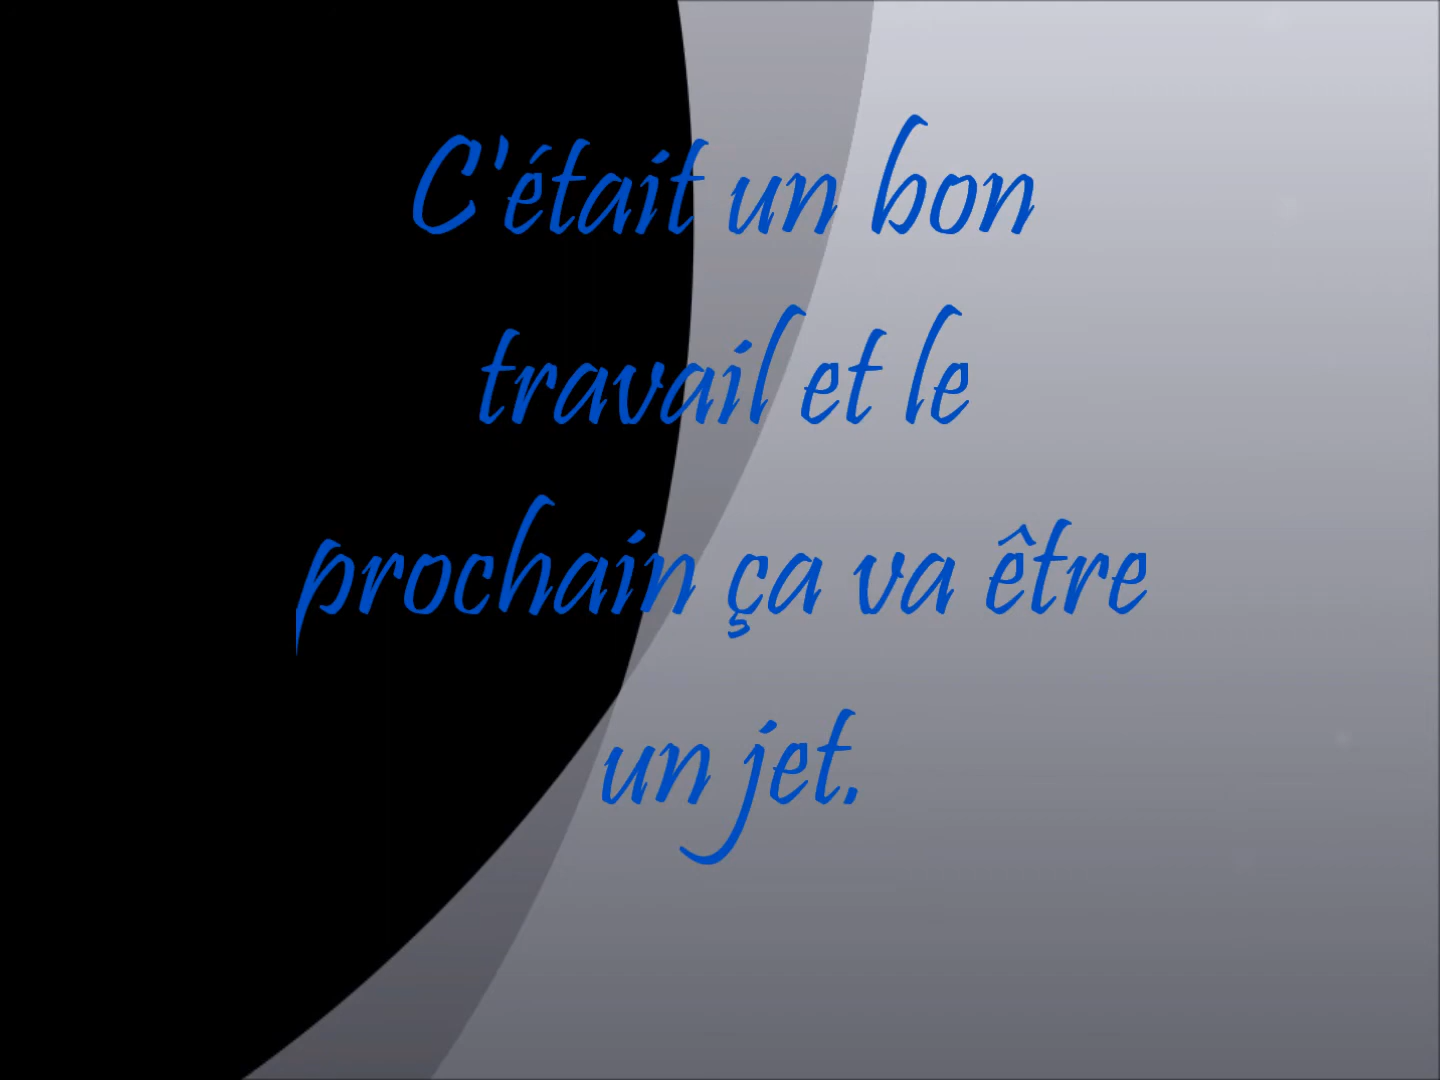 C'était un bon
travail et le
prochain ça va être
un jet.